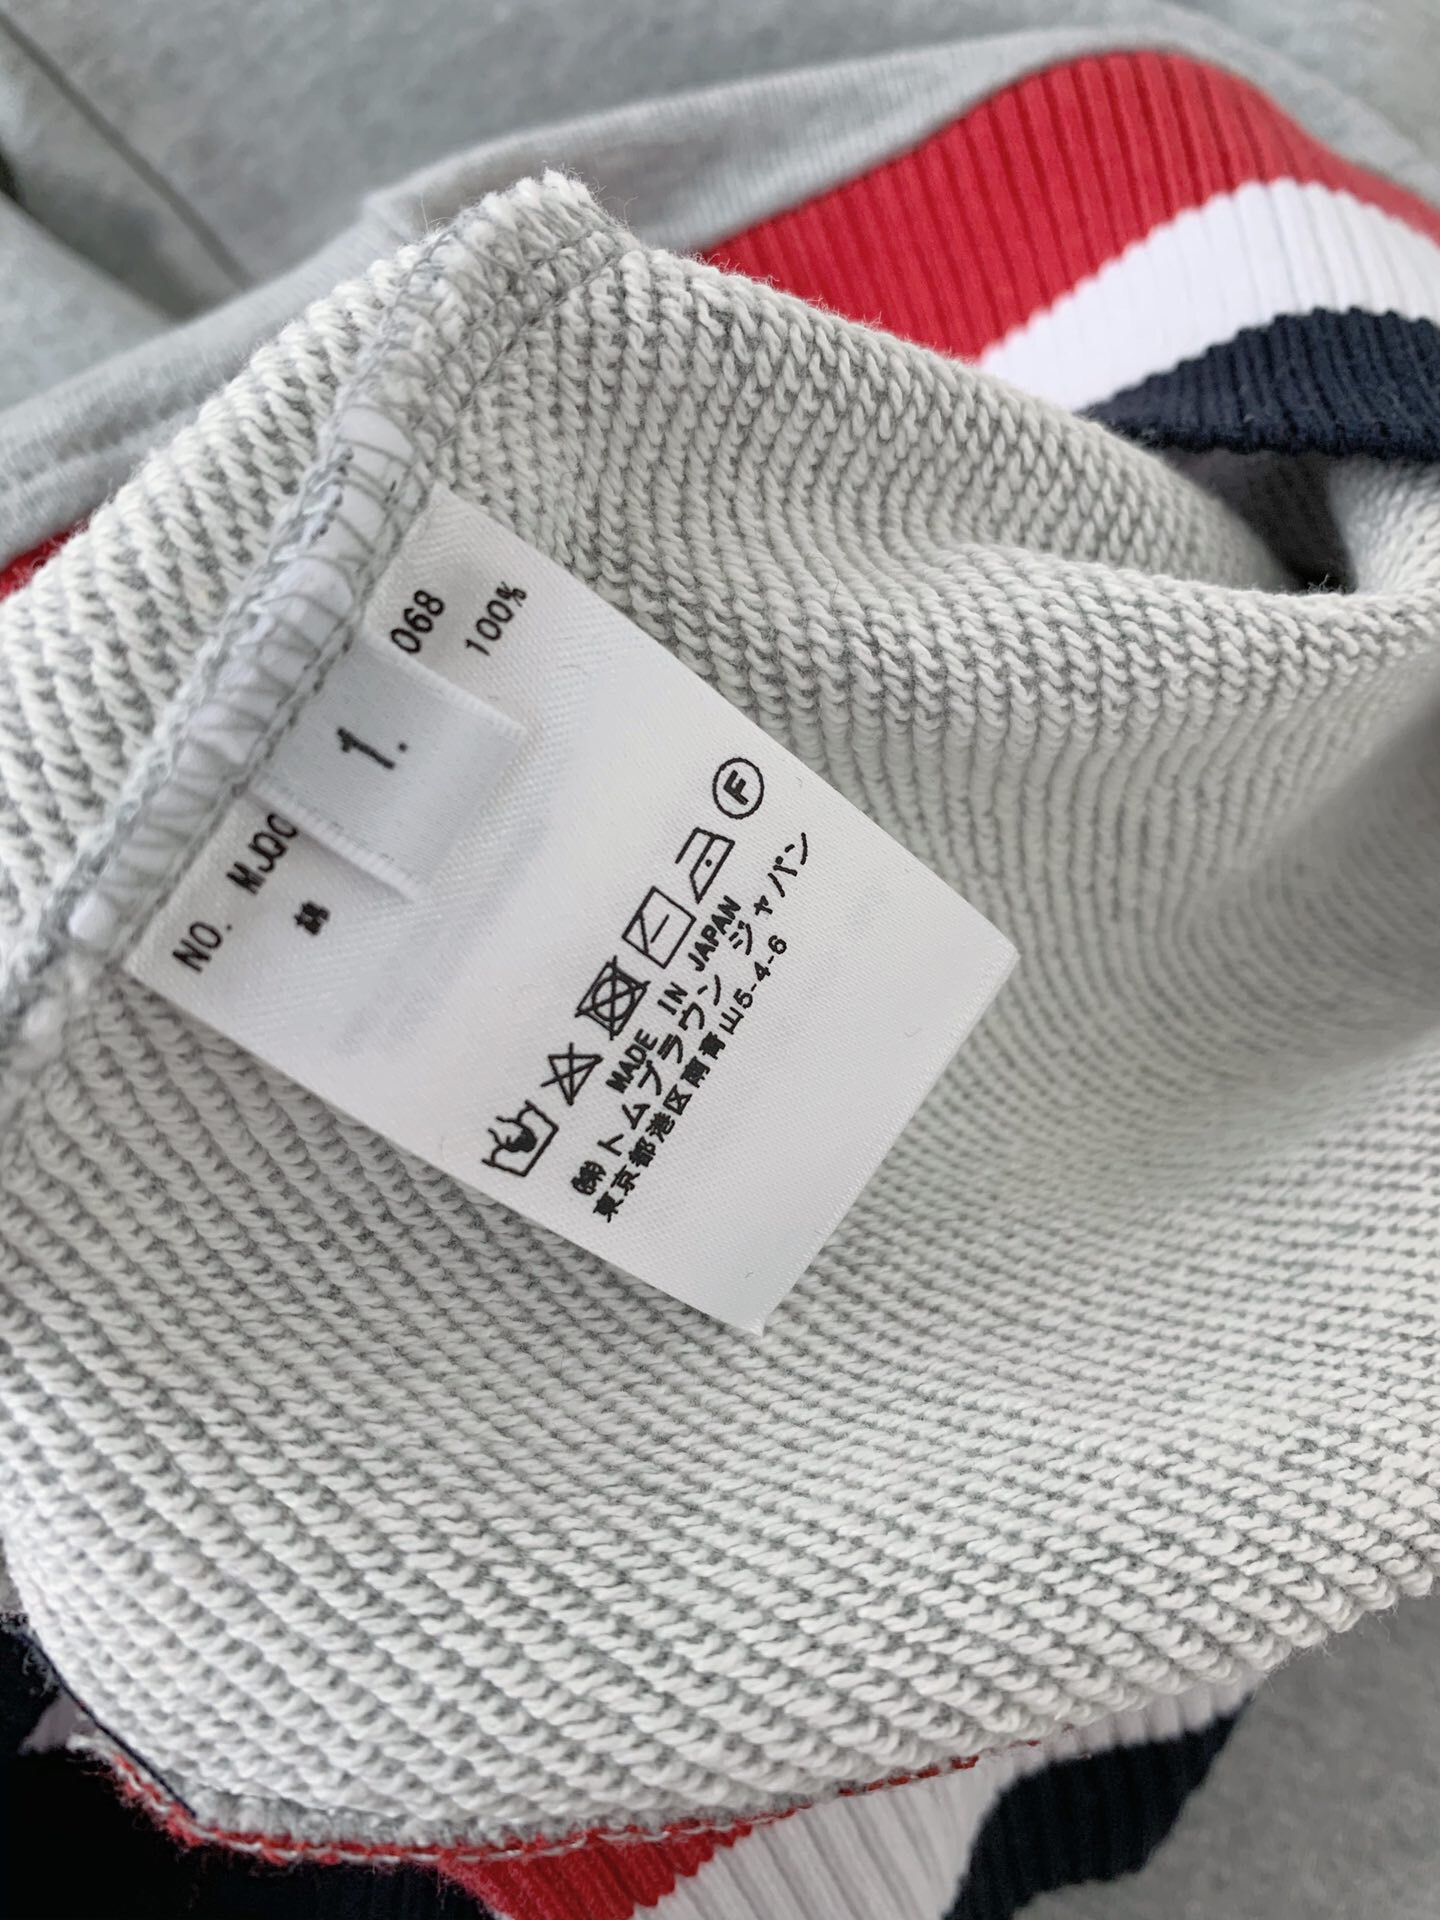 NO. MJQ 068
綿 100%
1.
F
MADE IN JAPAN
㈱トムブラウン ジャパン
東京都港区南青山5-4-6